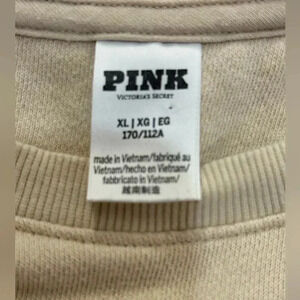 PINK
VICTORIA'S SECRET
XL | XG | EG
170/112A
made in Vietnam/fabriqué au
Vietnam/hecho en Vietnam/
fabbricato in Vietnam/
越南制造